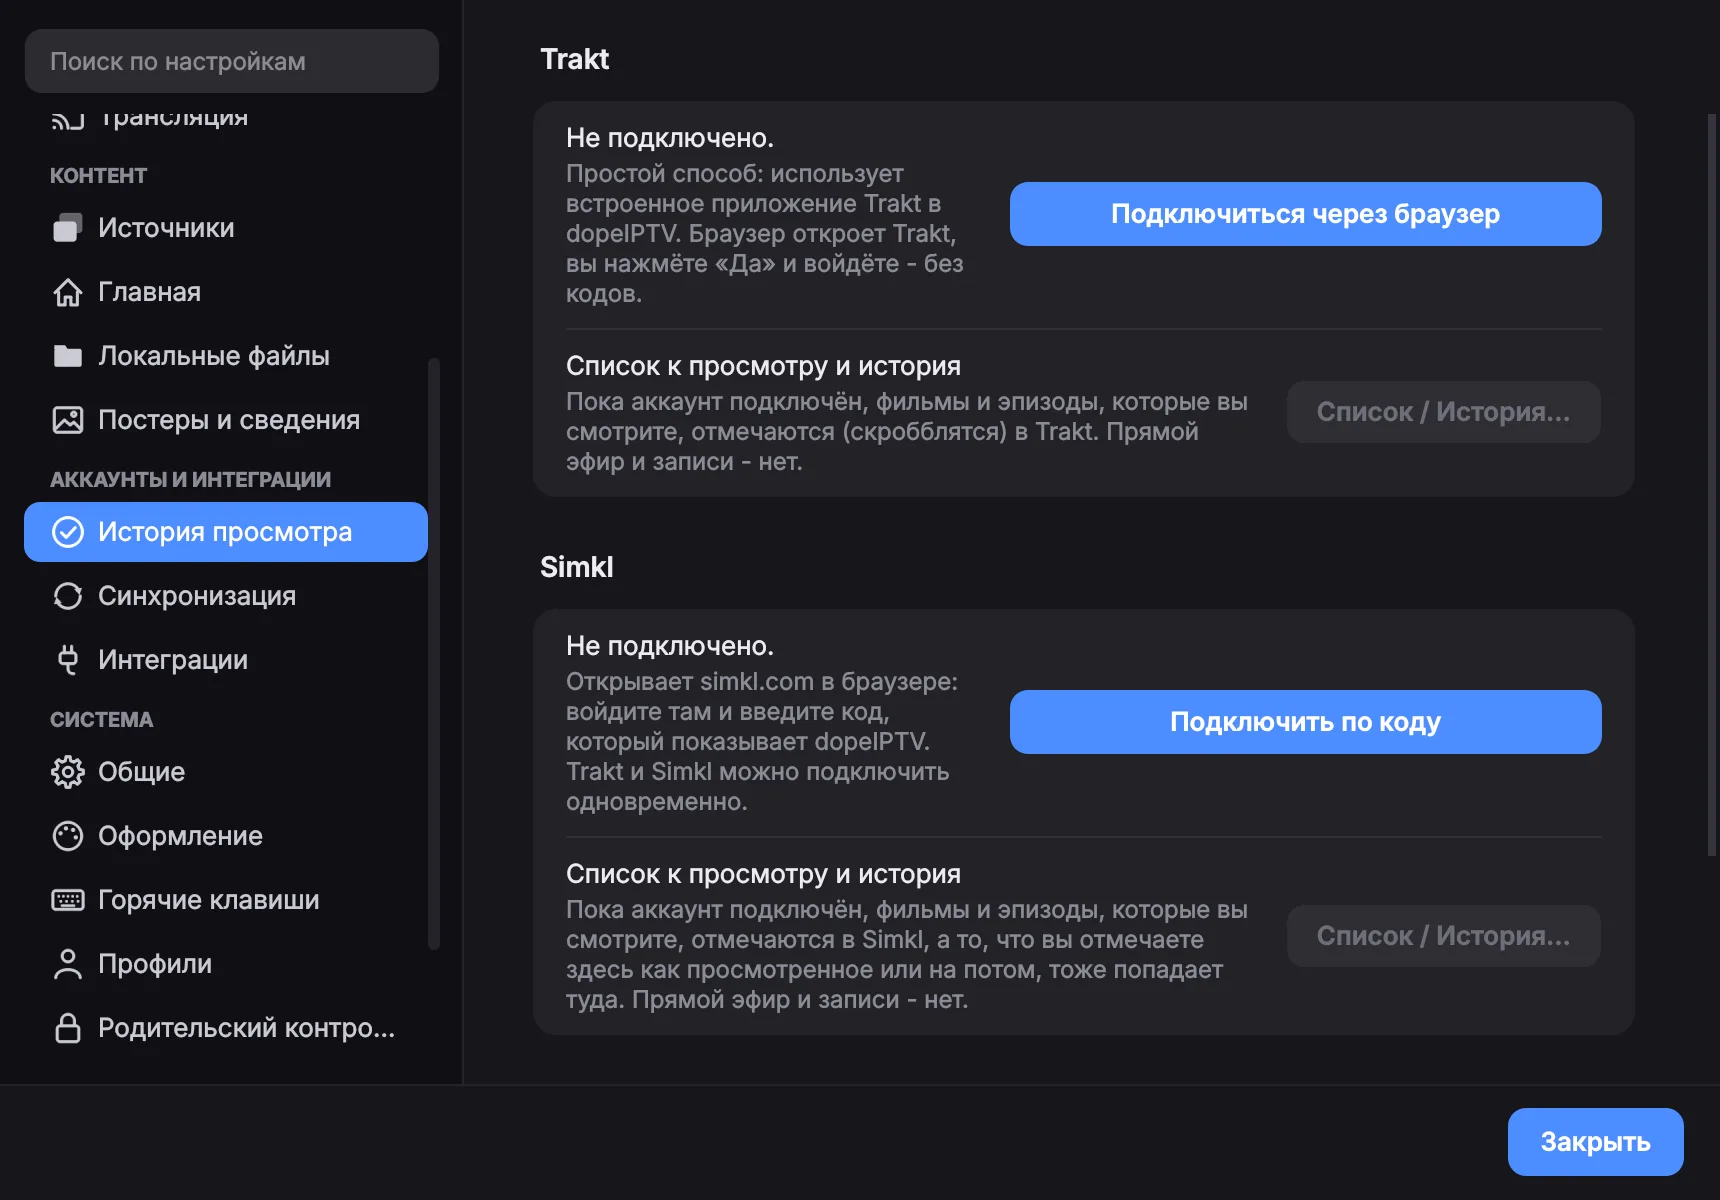 Поиск по настройкам
Трансляция
КОНТЕНТ
Источники
Главная
Локальные файлы
Постеры и сведения
АККАУНТЫ И ИНТЕГРАЦИИ
История просмотра
Синхронизация
Интеграции
СИСТЕМА
Общие
Оформление
Горячие клавиши
Профили
Родительский контро...
Trakt
Не подключено.
Простой способ: использует
встроенное приложение Trakt в
dopeIPTV. Браузер откроет Trakt,
вы нажмёте «Да» и войдёте - без
кодов.
Подключиться через браузер
Список к просмотру и история
Пока аккаунт подключён, фильмы и эпизоды, которые вы
смотрите, отмечаются (скробблятся) в Trakt. Прямой
эфир и записи - нет.
Список / История...
Simkl
Не подключено.
Открывает simkl.com в браузере:
войдите там и введите код,
который показывает dopeIPTV.
Trakt и Simkl можно подключить
одновременно.
Подключить по коду
Список к просмотру и история
Пока аккаунт подключён, фильмы и эпизоды, которые вы
смотрите, отмечаются в Simkl, а то, что вы отмечаете
здесь как просмотренное или на потом, тоже попадает
туда. Прямой эфир и записи - нет.
Список / История...
Закрыть